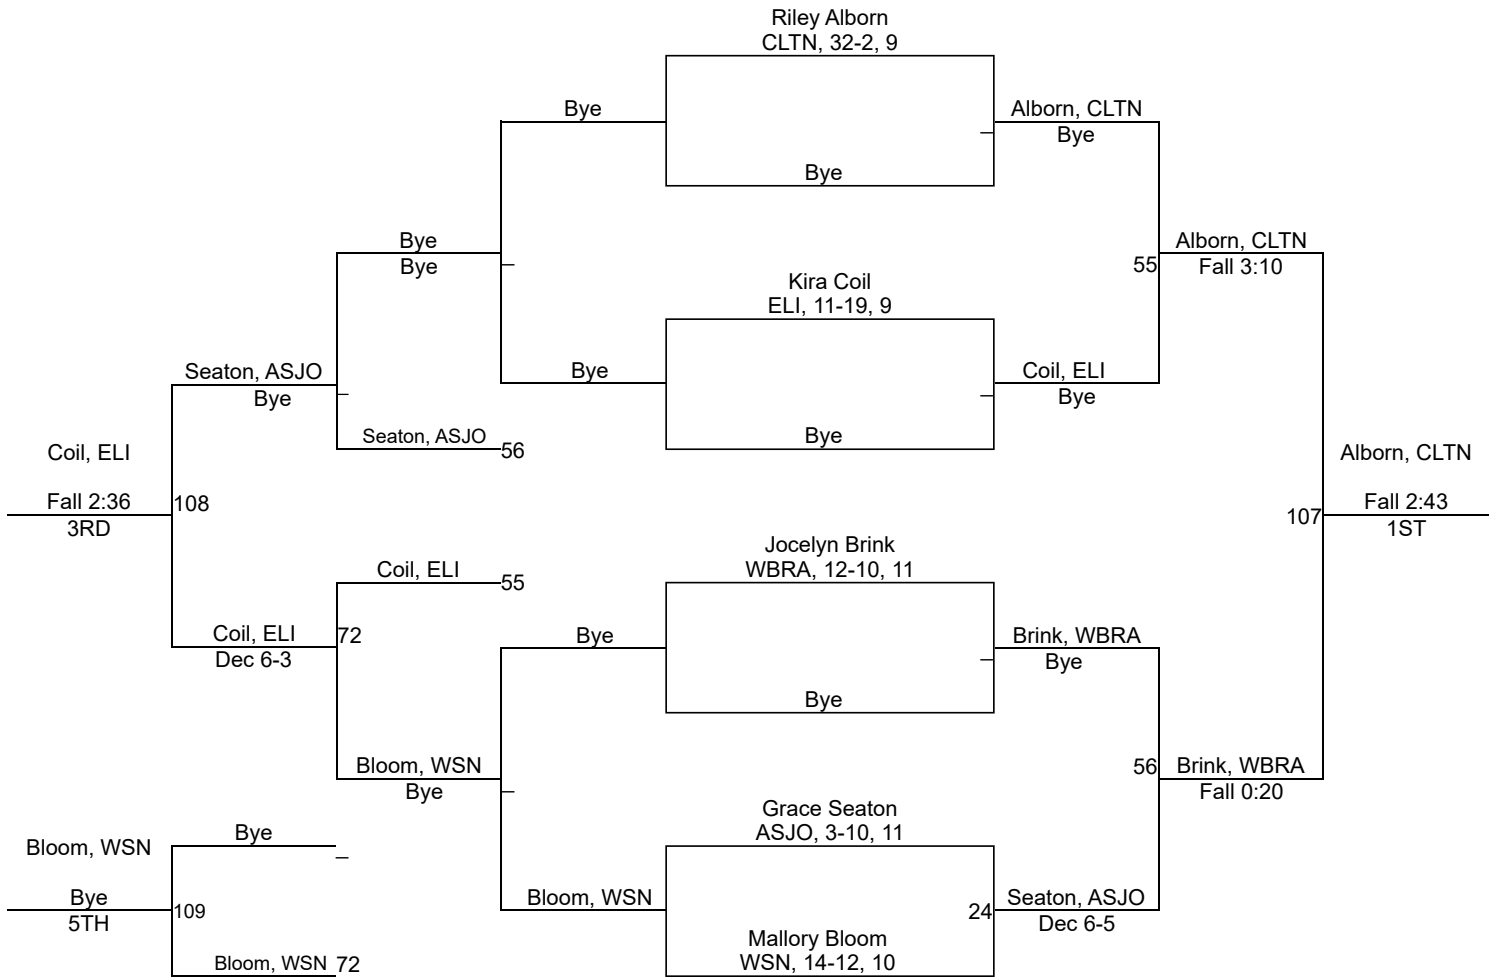 Riley Alborn
CLTN, 32-2, 9
Bye
Alborn, CLTN
Bye
Bye
Bye
Bye
55
Alborn, CLTN
Fall 3:10
Kira Coil
ELI, 11-19, 9
Seaton, ASJO
Bye
Bye
Coil, ELI
Bye
Seaton, ASJO
56
Bye
Coil, ELI
Fall 2:36
3RD
108
Alborn, CLTN
107
Fall 2:43
1ST
Jocelyn Brink
WBRA, 12-10, 11
Coil, ELI
55
Coil, ELI
72
Dec 6-3
Bye
Brink, WBRA
Bye
Bye
Bloom, WSN
Bye
56
Brink, WBRA
Fall 0:20
Grace Seaton
ASJO, 3-10, 11
Bye
Bloom, WSN
Bye
5TH
109
Bloom, WSN
24
Seaton, ASJO
Dec 6-5
Mallory Bloom
WSN, 14-12, 10
Bloom, WSN
72